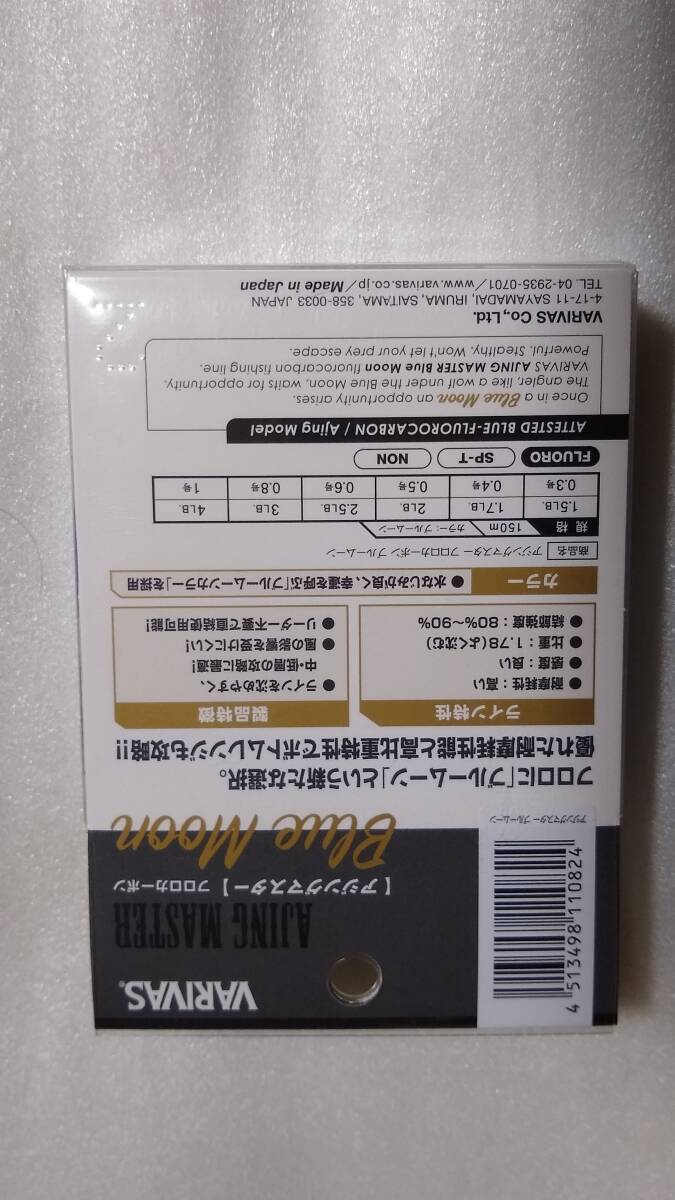 VARIVAS®
AJING MASTER
【アジングマスター】フロロカーボン
Blue Moon
4 513498 110824
アジングマスター ブルームーン
フロロに「ブルームーン」という新たな選択。
優れた耐摩耗性能と高比重特性でボトムレンジも攻略!!
ライン特性
● 耐摩耗性：高い
● 感度：良い
● 比重：1.78(よく沈む)
● 結節強度：80%〜90%
製品特徴
● ラインを沈めやすく、
中・低層の攻略に最適!
● 風の影響を受けにくい!
● リーダー不要で直結使用可能!
カラー
● 水なじみが良く、幸運を呼ぶ「ブルームーンカラー」を採用
商品名 アジングマスター フロロカーボン ブルームーン
規格 150m カラー：ブルームーン
1.5LB. 1.7LB. 2LB. 2.5LB. 3LB. 4LB.
0.3号 0.4号 0.5号 0.6号 0.8号 1号
FLUORO SP-T NON
ATTESTED BLUE-FLUOROCARBON / Ajing Model
Once in a Blue Moon an opportunity arises.
The angler, like a wolf under the Blue Moon, waits for opportunity.
VARIVAS AJING MASTER Blue Moon fluorocarbon fishing line.
Powerful, Stealthy, Won't let your prey escape.
VARIVAS Co.,Ltd.
4-17-11 SAYAMADAI, IRUMA, SAITAMA, 358-0033 JAPAN
TEL. 04-2935-0701／www.varivas.co.jp／Made in Japan